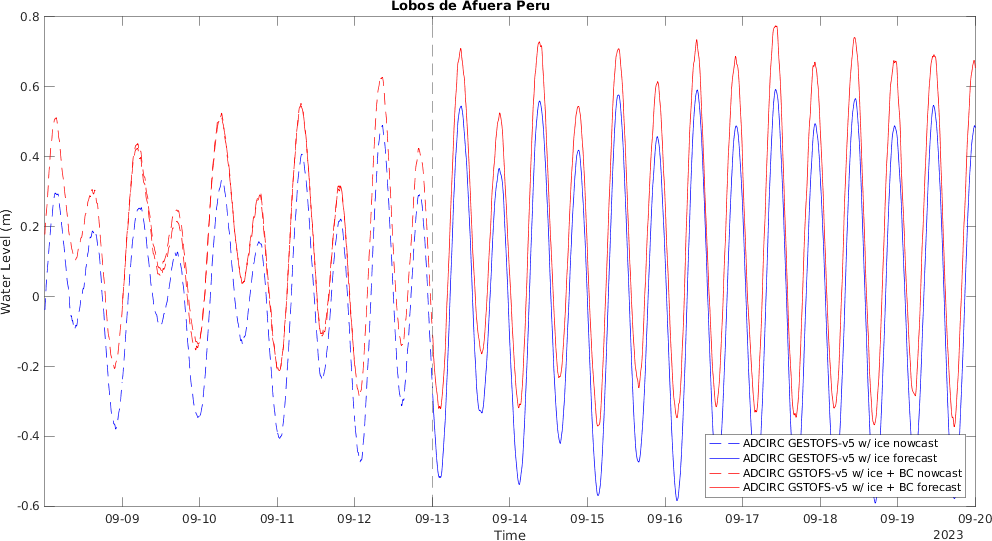 Lobos de Afuera Peru
0.8
0.6
0.4
0.2
0
-0.2
-0.4
-0.6
Water Level (m)
ADCIRC GESTOFS-v5 w/ ice nowcast
ADCIRC GESTOFS-v5 w/ ice forecast
ADCIRC GSTOFS-v5 w/ ice + BC nowcast
ADCIRC GSTOFS-v5 w/ ice + BC forecast
09-09 09-10 09-11 09-12 09-13 09-14 09-15 09-16 09-17 09-18 09-19 09-20
Time
2023